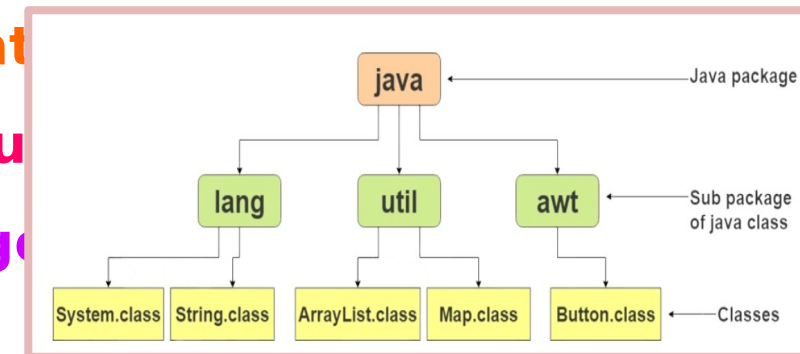 java
Java package
lang
util
awt
Sub package
of java class
System.class
String.class
ArrayList.class
Map.class
Button.class
Classes